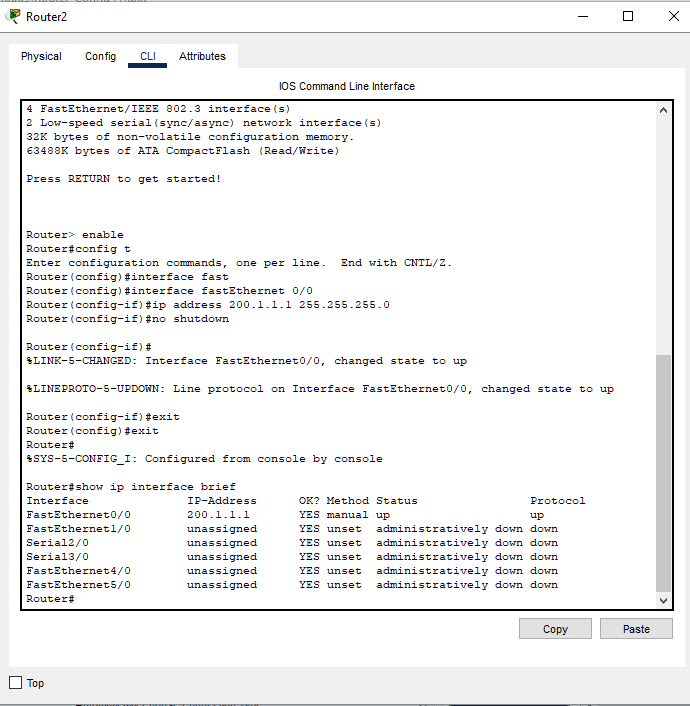 Router2
Physical Config CLI Attributes
IOS Command Line Interface
4 FastEthernet/IEEE 802.3 interface(s)
2 Low-speed serial(sync/async) network interface(s)
32K bytes of non-volatile configuration memory.
63488K bytes of ATA CompactFlash (Read/Write)
Press RETURN to get started!
Router> enable
Router#config t
Enter configuration commands, one per line.  End with CNTL/Z.
Router(config)#interface fast
Router(config)#interface fastEthernet 0/0
Router(config-if)#ip address 200.1.1.1 255.255.255.0
Router(config-if)#no shutdown
Router(config-if)#
%LINK-5-CHANGED: Interface FastEthernet0/0, changed state to up
%LINEPROTO-5-UPDOWN: Line protocol on Interface FastEthernet0/0, changed state to up
Router(config-if)#exit
Router(config)#exit
Router#
%SYS-5-CONFIG_I: Configured from console by console
Router#show ip interface brief
Interface IP-Address OK? Method Status Protocol
FastEthernet0/0 200.1.1.1 YES manual up up
FastEthernet1/0 unassigned YES unset administratively down down
Serial2/0 unassigned YES unset administratively down down
Serial3/0 unassigned YES unset administratively down down
FastEthernet4/0 unassigned YES unset administratively down down
FastEthernet5/0 unassigned YES unset administratively down down
Router#
Copy Paste
Top